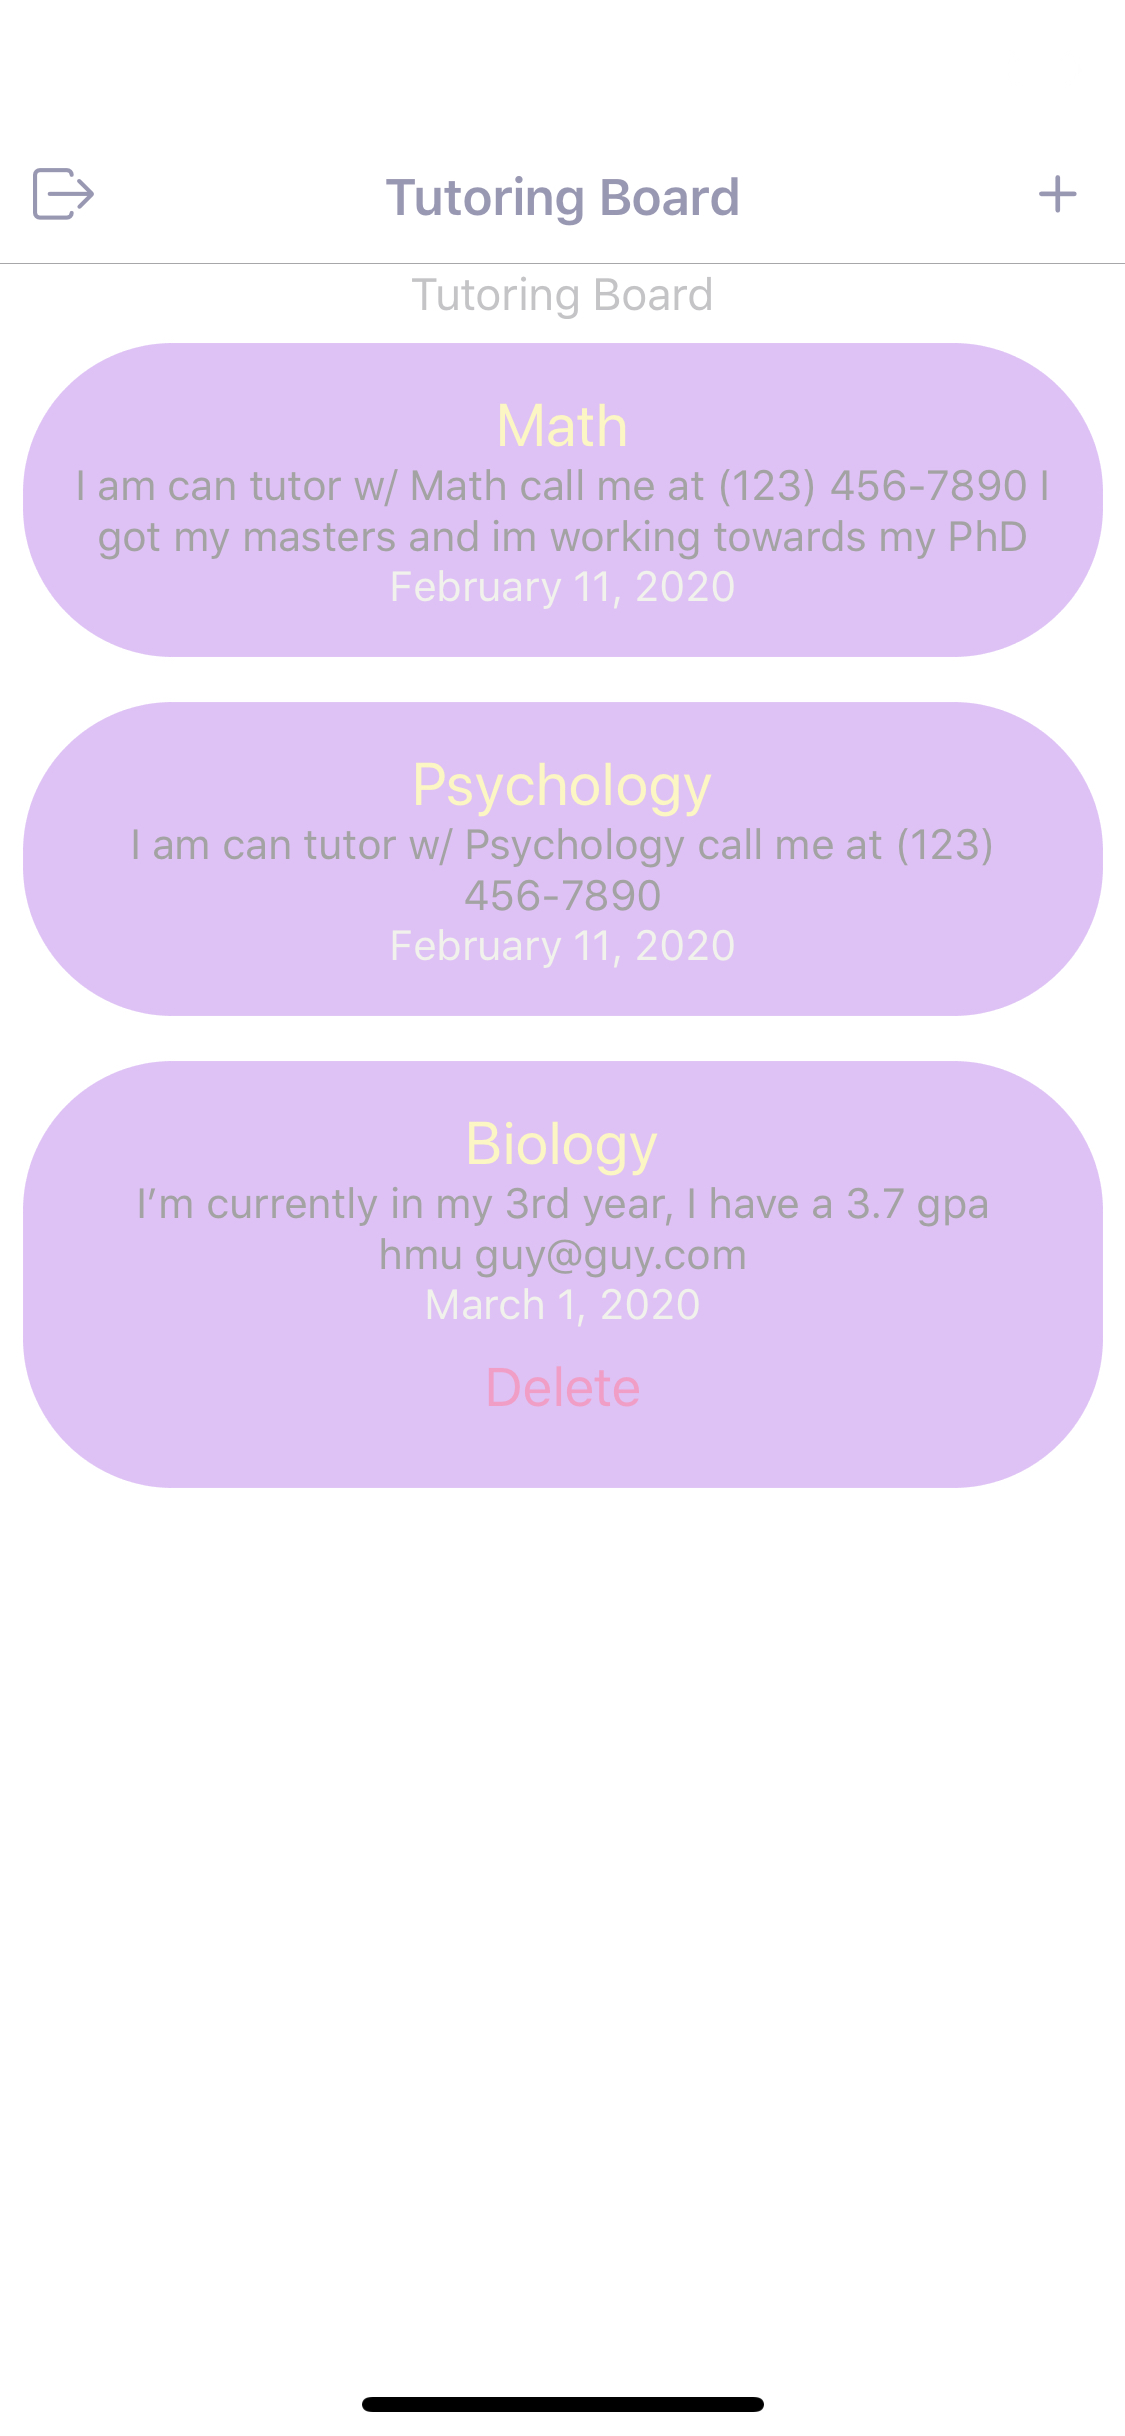 Tutoring Board
Tutoring Board
Math
I am can tutor w/ Math call me at (123) 456-7890 I
got my masters and im working towards my PhD
February 11, 2020
Psychology
I am can tutor w/ Psychology call me at (123)
456-7890
February 11, 2020
Biology
I’m currently in my 3rd year, I have a 3.7 gpa
hmu guy@guy.com
March 1, 2020
Delete